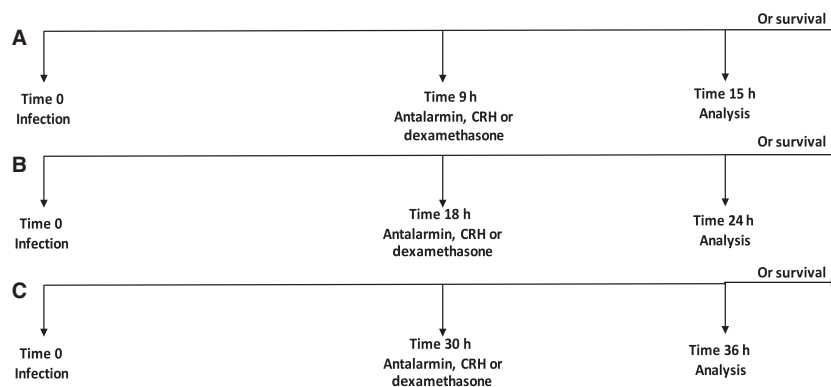 Or survival
A
Time 0
Infection
Time 9 h
Antalarmin, CRH or
dexamethasone
Time 15 h
Analysis
Or survival
B
Time 0
Infection
Time 18 h
Antalarmin, CRH or
dexamethasone
Time 24 h
Analysis
Or survival
C
Time 0
Infection
Time 30 h
Antalarmin, CRH or
dexamethasone
Time 36 h
Analysis